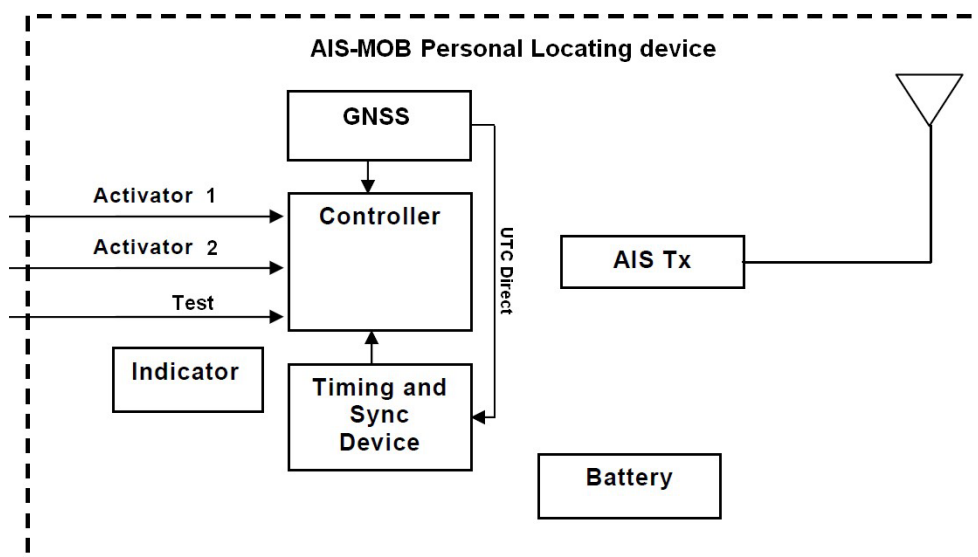 AIS-MOB Personal Locating device
GNSS
Activator 1
Controller
Activator 2
UTC Direct
AIS Tx
Test
Indicator
Timing and
Sync
Device
Battery